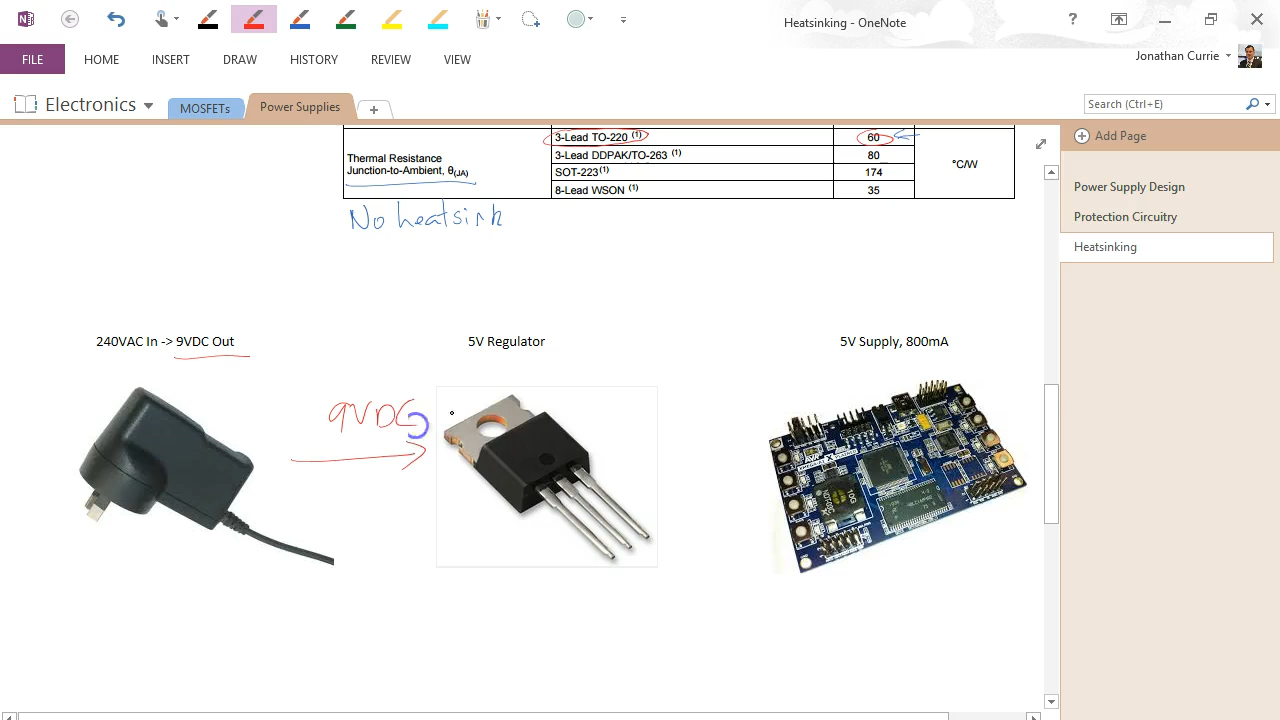 Heatsinking - OneNote
?
FILE HOME INSERT DRAW HISTORY REVIEW VIEW
Jonathan Currie
Electronics MOSFETs Power Supplies +
Search (Ctrl+E)
Add Page
Power Supply Design
Protection Circuitry
Heatsinking
Thermal Resistance
Junction-to-Ambient, θ(JA)
3-Lead TO-220 (1) 60
3-Lead DDPAK/TO-263 (1) 80
SOT-223(1) 174
8-Lead WSON (1) 35
°C/W
No heatsink
240VAC In -> 9VDC Out
5V Regulator
5V Supply, 800mA
9VDC